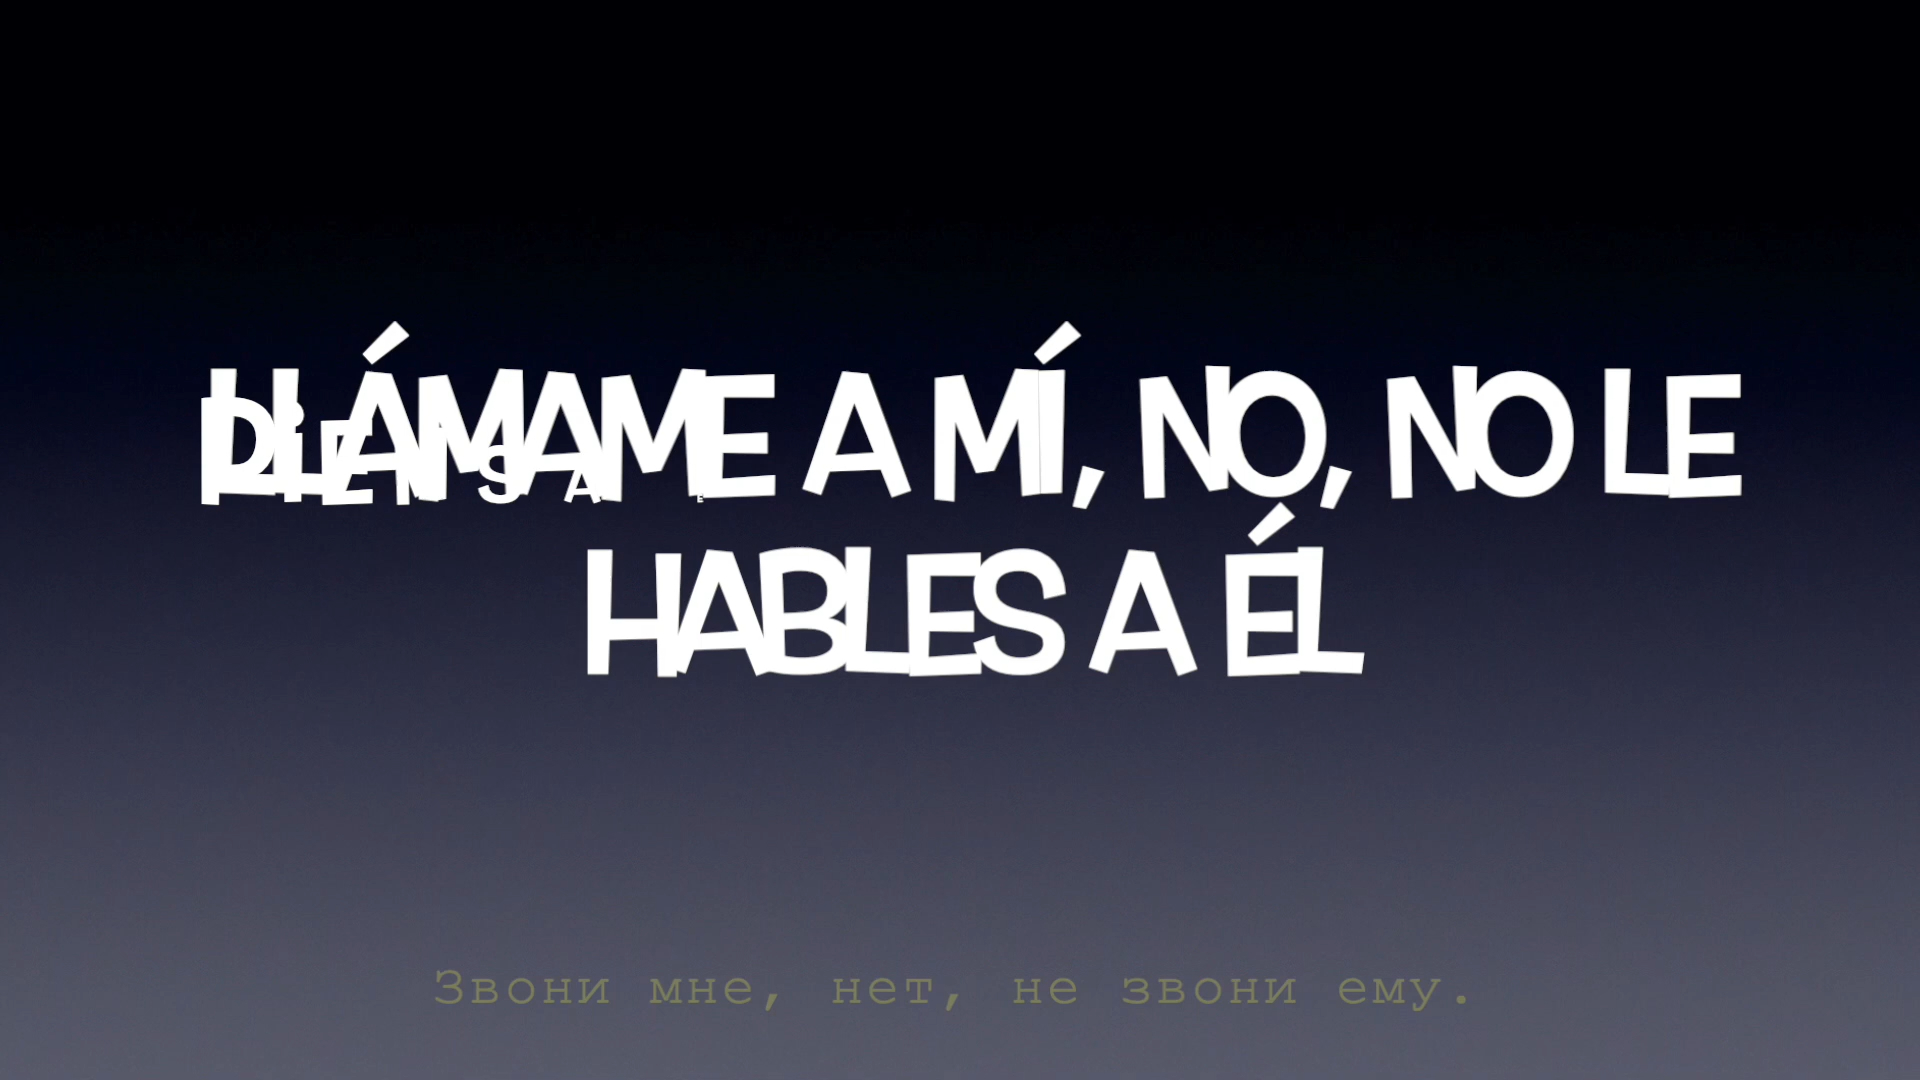 LLÁMAME A MÍ, NO, NO LE
HABLES A ÉL
Звони мне, нет, не звони ему.